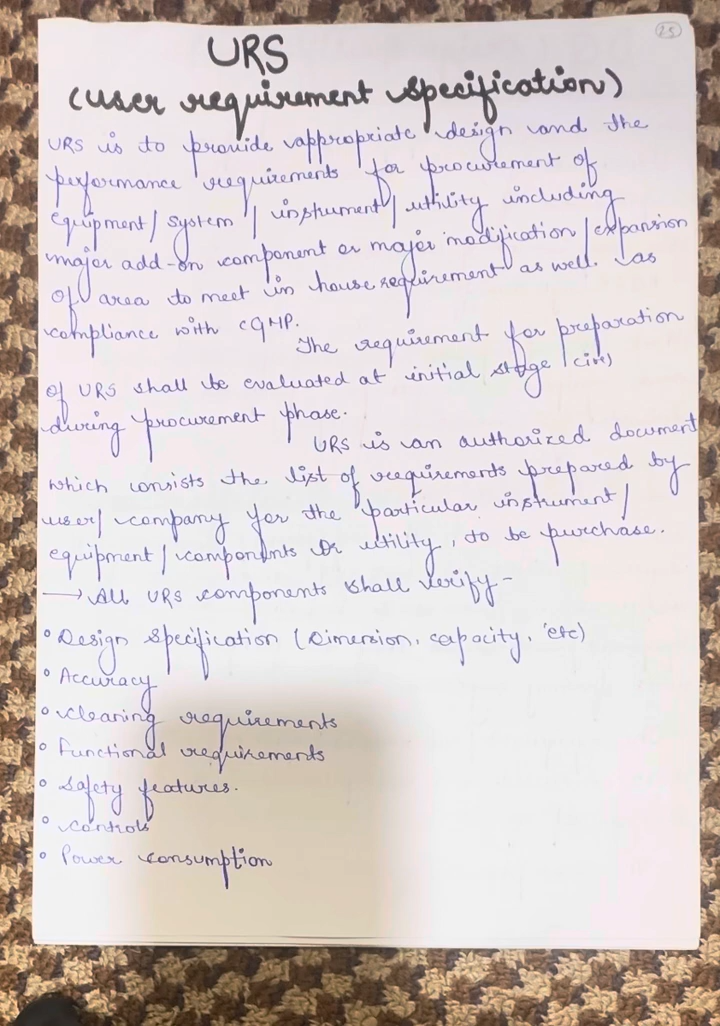 25
URS
(user requirement specification)
URS is to provide appropriate design and the
performance requirements for procurement of
equipment/ system / instrument / utility including
major add-on component or major modification / expansion
of area to meet in house requirement as well as
compliance with cGMP.
The requirement for preparation
of URS shall be evaluated at initial stage (ie)
during procurement phase.
URS is an authorized document
which consists the list of requirements prepared by
user/ company for the particular instrument/
equipment / components or utility, to be purchase.
→ All URS components shall verify-
° Design specification (Dimension, capacity, etc)
° Accuracy
° cleaning requirements
° functional requirements
° safety features.
° controls
° Power consumption